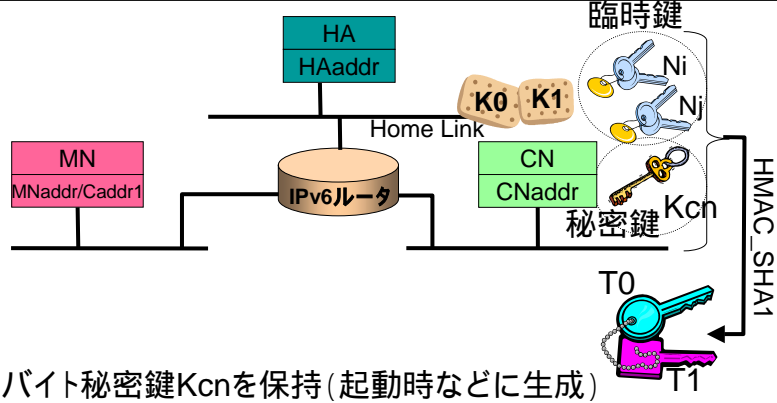 臨時鍵
HA
HAaddr
Ni
K0 K1
Nj
Home Link
MN
MNaddr/Caddr1
IPv6ルータ
CN
CNaddr
Kcn
秘密鍵
HMAC_SHA1
T0
T1
バイト秘密鍵Kcnを保持(起動時などに生成)